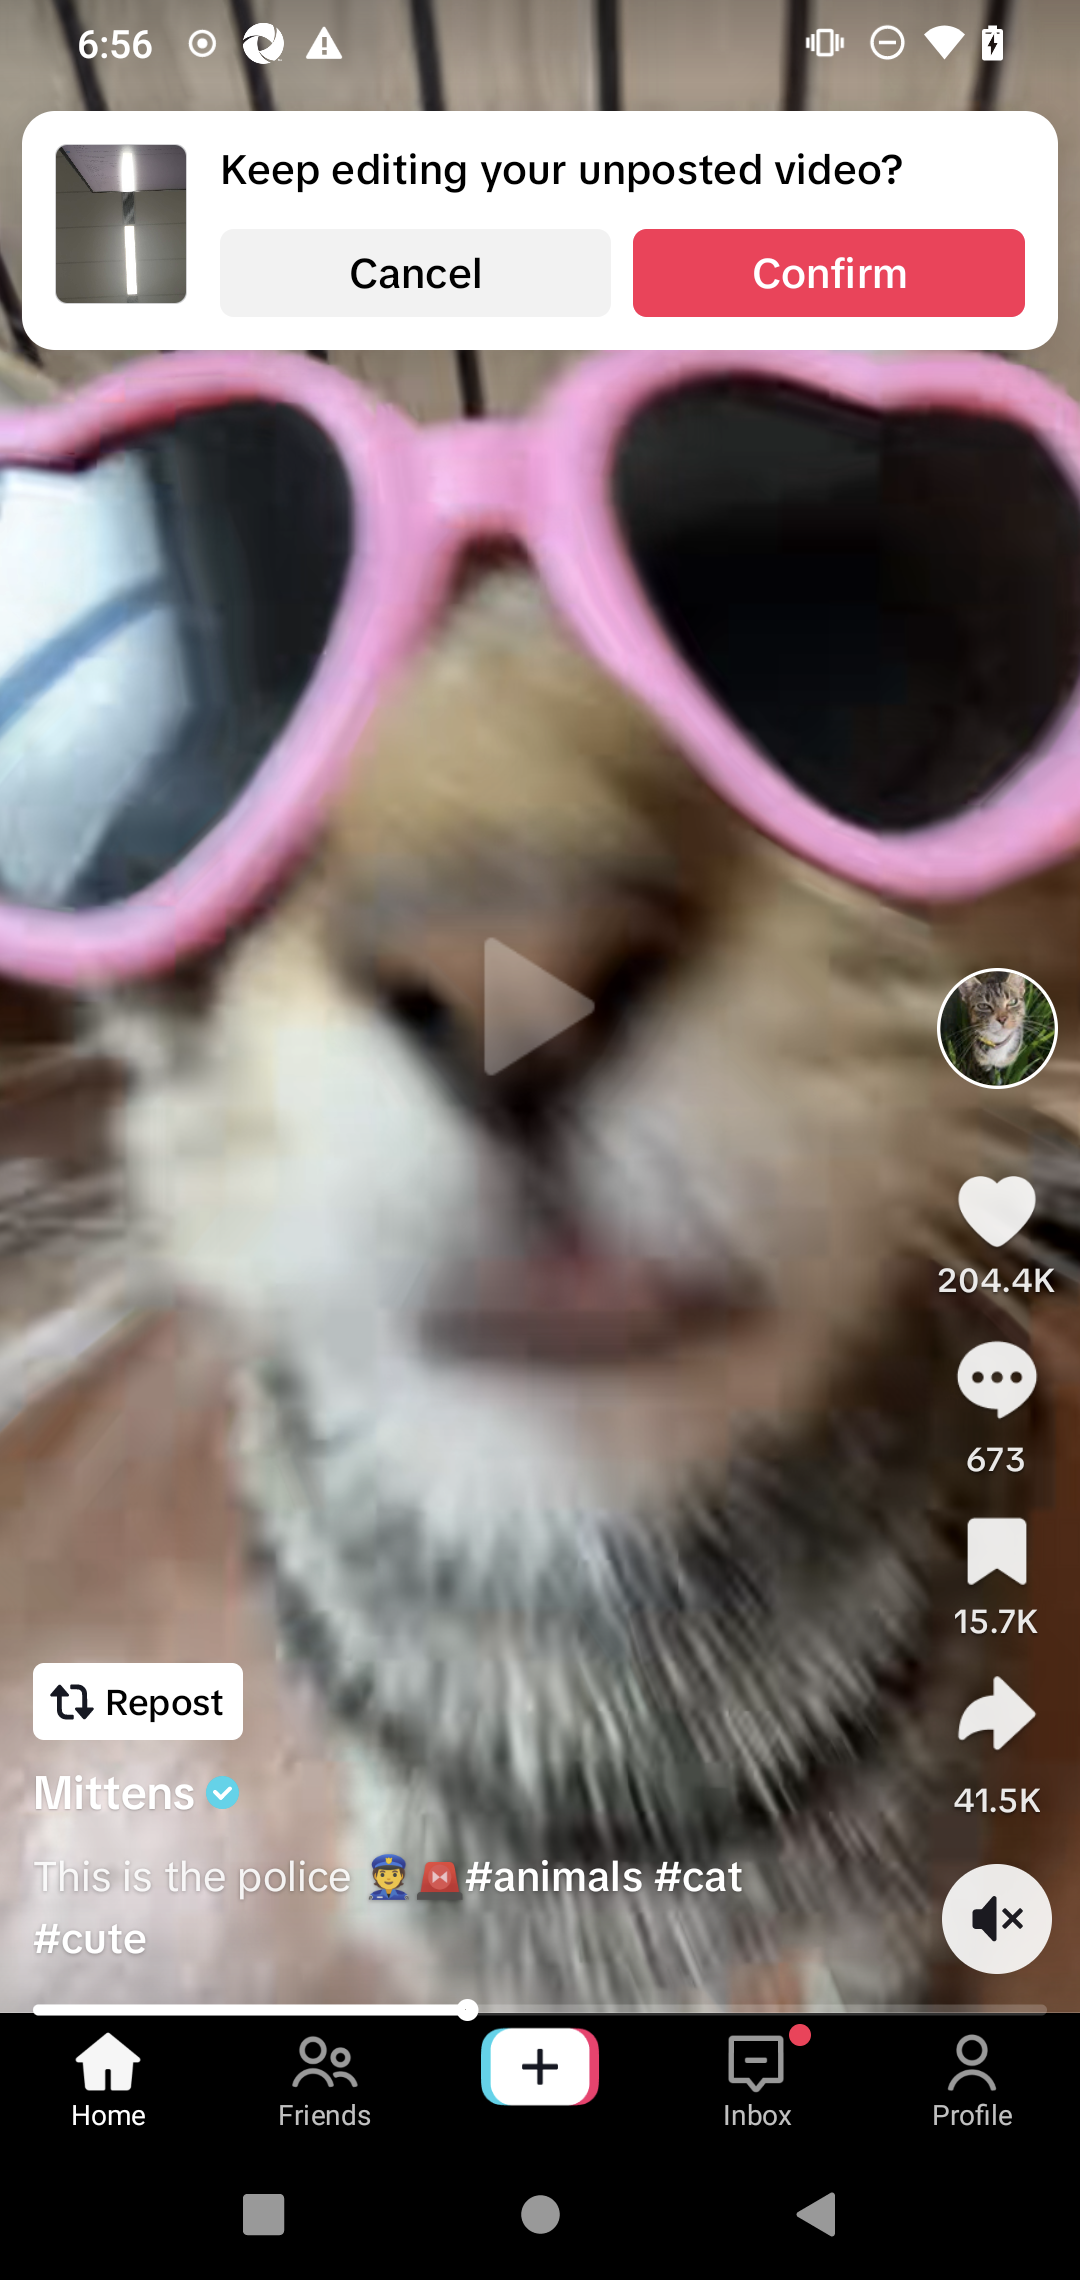 6:56
Keep editing your unposted video?
Cancel
Confirm
204.4K
673
15.7K
Repost
Mittens
41.5K
This is the police 👮🚨#animals #cat
#cute
Home
Friends
Inbox
Profile